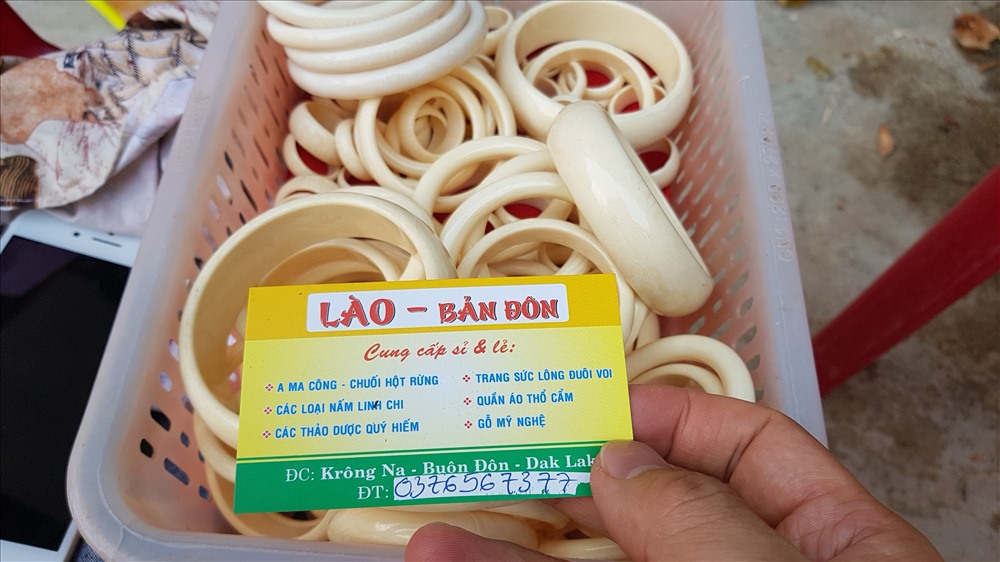 LÀO - BẢN ĐÔN
Cung cấp sỉ & lẻ:
A MA CÔNG - CHUỐI HỘT RỪNG
CÁC LOẠI NẤM LINH CHI
CÁC THẢO DƯỢC QUÝ HIẾM
TRANG SỨC LÔNG ĐUÔI VOI
QUẦN ÁO THỔ CẨM
GỖ MỸ NGHỆ
ĐC: Krông Na - Buôn Đôn - Dak Lak
ĐT: 0376567377